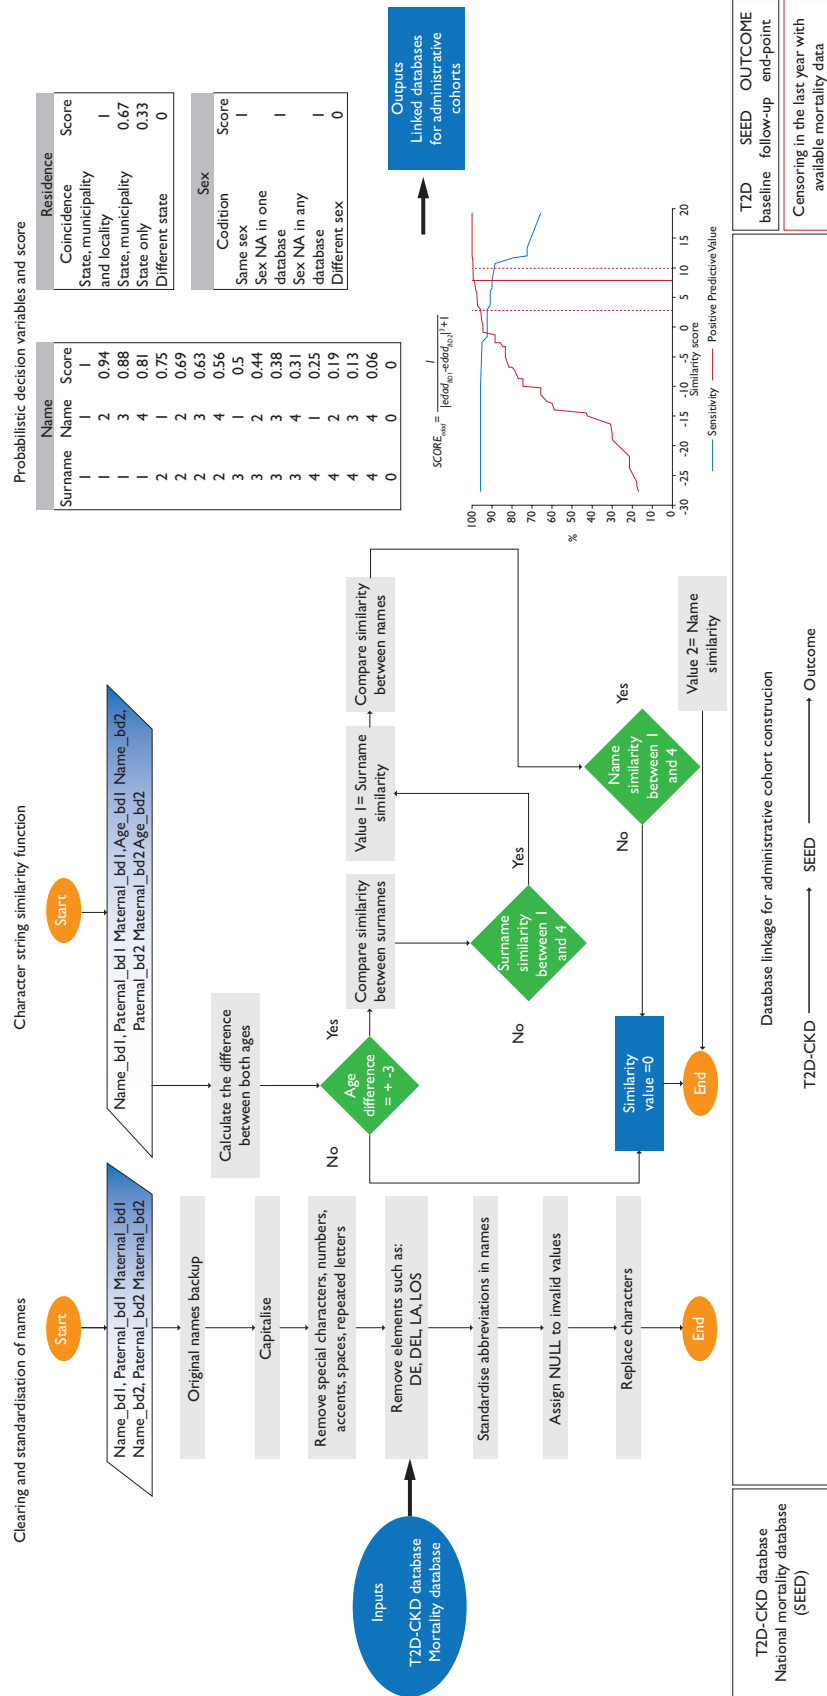 Clearing and standardisation of names
Start
Name_bd1, Paternal_bd1 Maternal_bd1
Name_bd2, Paternal_bd2 Maternal_bd2
Original names backup
Capitalise
Remove special characters, numbers,
accents, spaces, repeated letters
Remove elements such as:
DE, DEL, LA, LOS
Standardise abbreviations in names
Assign NULL to invalid values
Replace characters
End
Inputs
T2D-CKD database
Mortality database
Character string similarity function
Start
Name_bd1, Paternal_bd1 Maternal_bd1, Age_bd1 Name_bd2,
Paternal_bd2 Maternal_bd2 Age_bd2
Calculate the difference
between both ages
Age
difference
= + -3
Yes
No
Compare similarity
between surnames
Surname
similarity
between 1
and 4
Yes
No
Value 1= Surname
similarity
Compare similarity
between names
Name
similarity
between 1
and 4
Yes
No
Similarity
value =0
Value 2= Name
similarity
End
Probabilistic decision variables and score
Name
Surname Name Score
1 1 1
1 2 0.94
1 3 0.88
1 4 0.81
2 1 0.75
2 2 0.69
2 3 0.63
2 4 0.56
3 1 0.5
3 2 0.44
3 3 0.38
3 4 0.31
4 1 0.25
4 2 0.19
4 3 0.13
4 4 0.06
0 0 0
Residence
Coincidence Score
State, municipality
and locality 1
State, municipality 0.67
State only 0.33
Different state 0
Sex
Codition Score
Same sex 1
Sex NA in one
database 1
Sex NA in any
database 1
Different sex 0
SCORE_edad = 1 / |edad_BD1-edad_BD2|³+1
100
90
80
70
60
50
40
30
20
10
0
%
-30 -25 -20 -15 -10 -5 0 5 10 15 20
Similarity score
Sensitivity Positive Predictive Value
Outputs
Linked databases
for administrative
cohorts
T2D-CKD database
National mortality database
(SEED)
Database linkage for administrative cohort construcion
T2D-CKD SEED Outcome
T2D SEED OUTCOME
baseline follow-up end-point
Censoring in the last year with
available mortality data